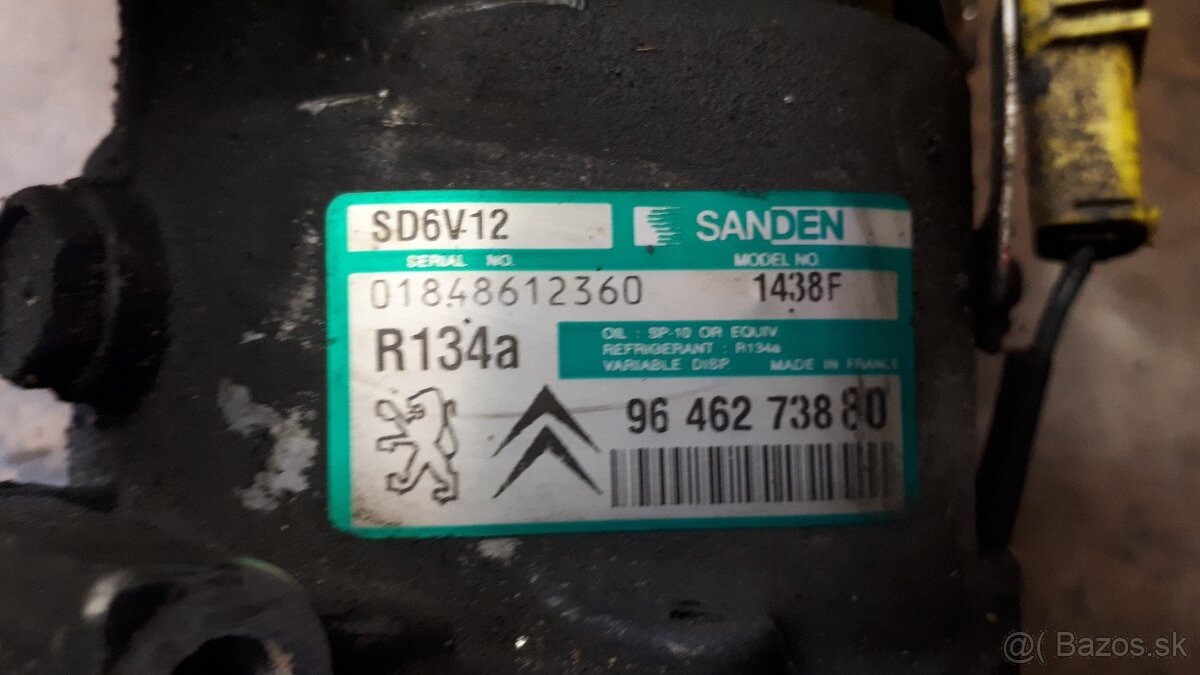 SD6V12
SANDEN
SERIAL NO.
MODEL NO.
01848612360
1438F
R134a
OIL : SP-10 OR EQUIV.
REFRIGERANT : R134a
VARIABLE DISP. MADE IN FRANCE
96 462 738 80
@ Bazos.sk